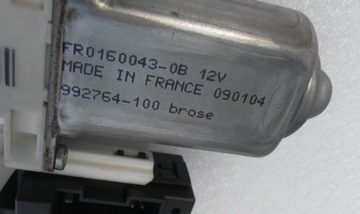 FR0160043-0B 12V
MADE IN FRANCE 090104
992764-100 brose